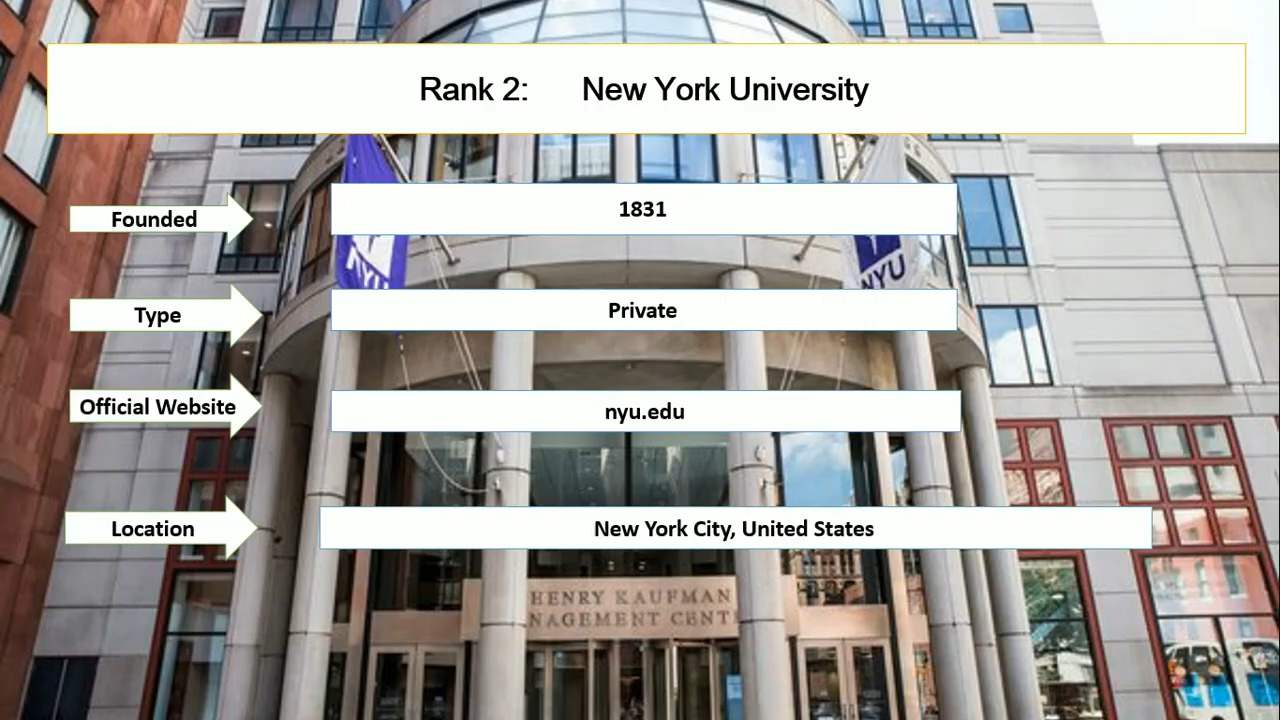 Rank 2: New York University
Founded
1831
NYU
NYU
Type
Private
Official Website
nyu.edu
Location
New York City, United States
HENRY KAUFMAN
NAGEMENT CENT